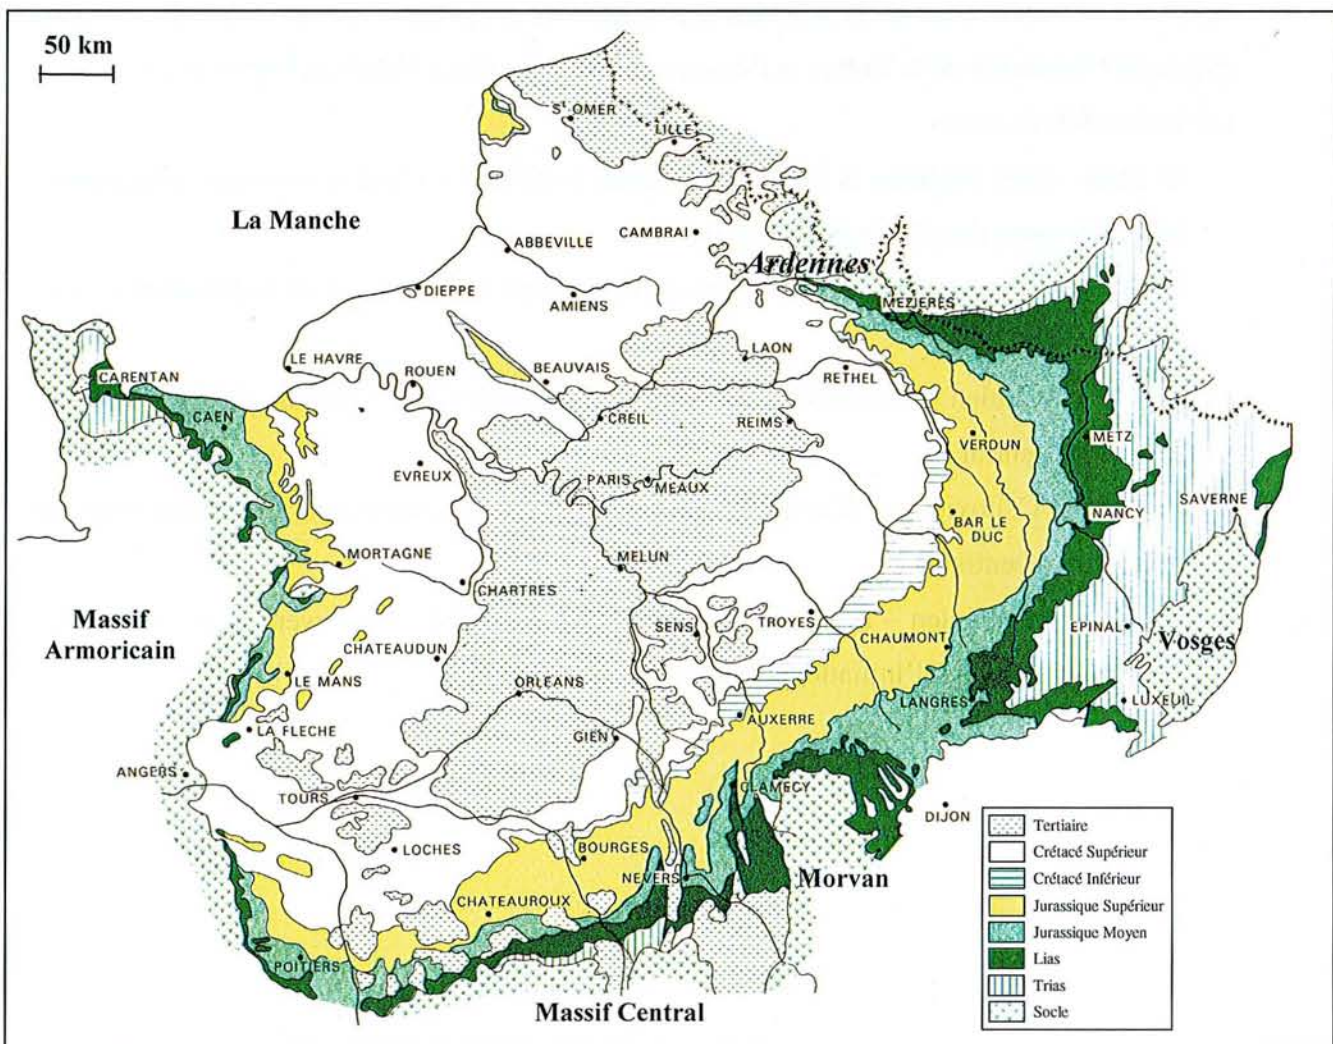 50 km
ST OMER
LILLE
La Manche
ABBEVILLE
CAMBRAI
Ardennes
DIEPPE
AMIENS
MEZIERES
LE HAVRE
ROUEN
BEAUVAIS
LAON
RETHEL
CARENTAN
CAEN
CREIL
REIMS
VERDUN
METZ
EVREUX
PARIS
MEAUX
SAVERNE
NANCY
BAR LE
DUC
MORTAGNE
MELUN
CHARTRES
Massif
Armoricain
SENS
TROYES
CHAUMONT
EPINAL
Vosges
CHATEAUDUN
LE MANS
ORLEANS
LANGRES
LUXEUIL
AUXERRE
LA FLECHE
GIEN
ANGERS
TOURS
CLAMECY
DIJON
LOCHES
BOURGES
NEVERS
Morvan
CHATEAUROUX
POITIERS
Massif Central
Tertiaire
Crétacé Supérieur
Crétacé Inférieur
Jurassique Supérieur
Jurassique Moyen
Lias
Trias
Socle